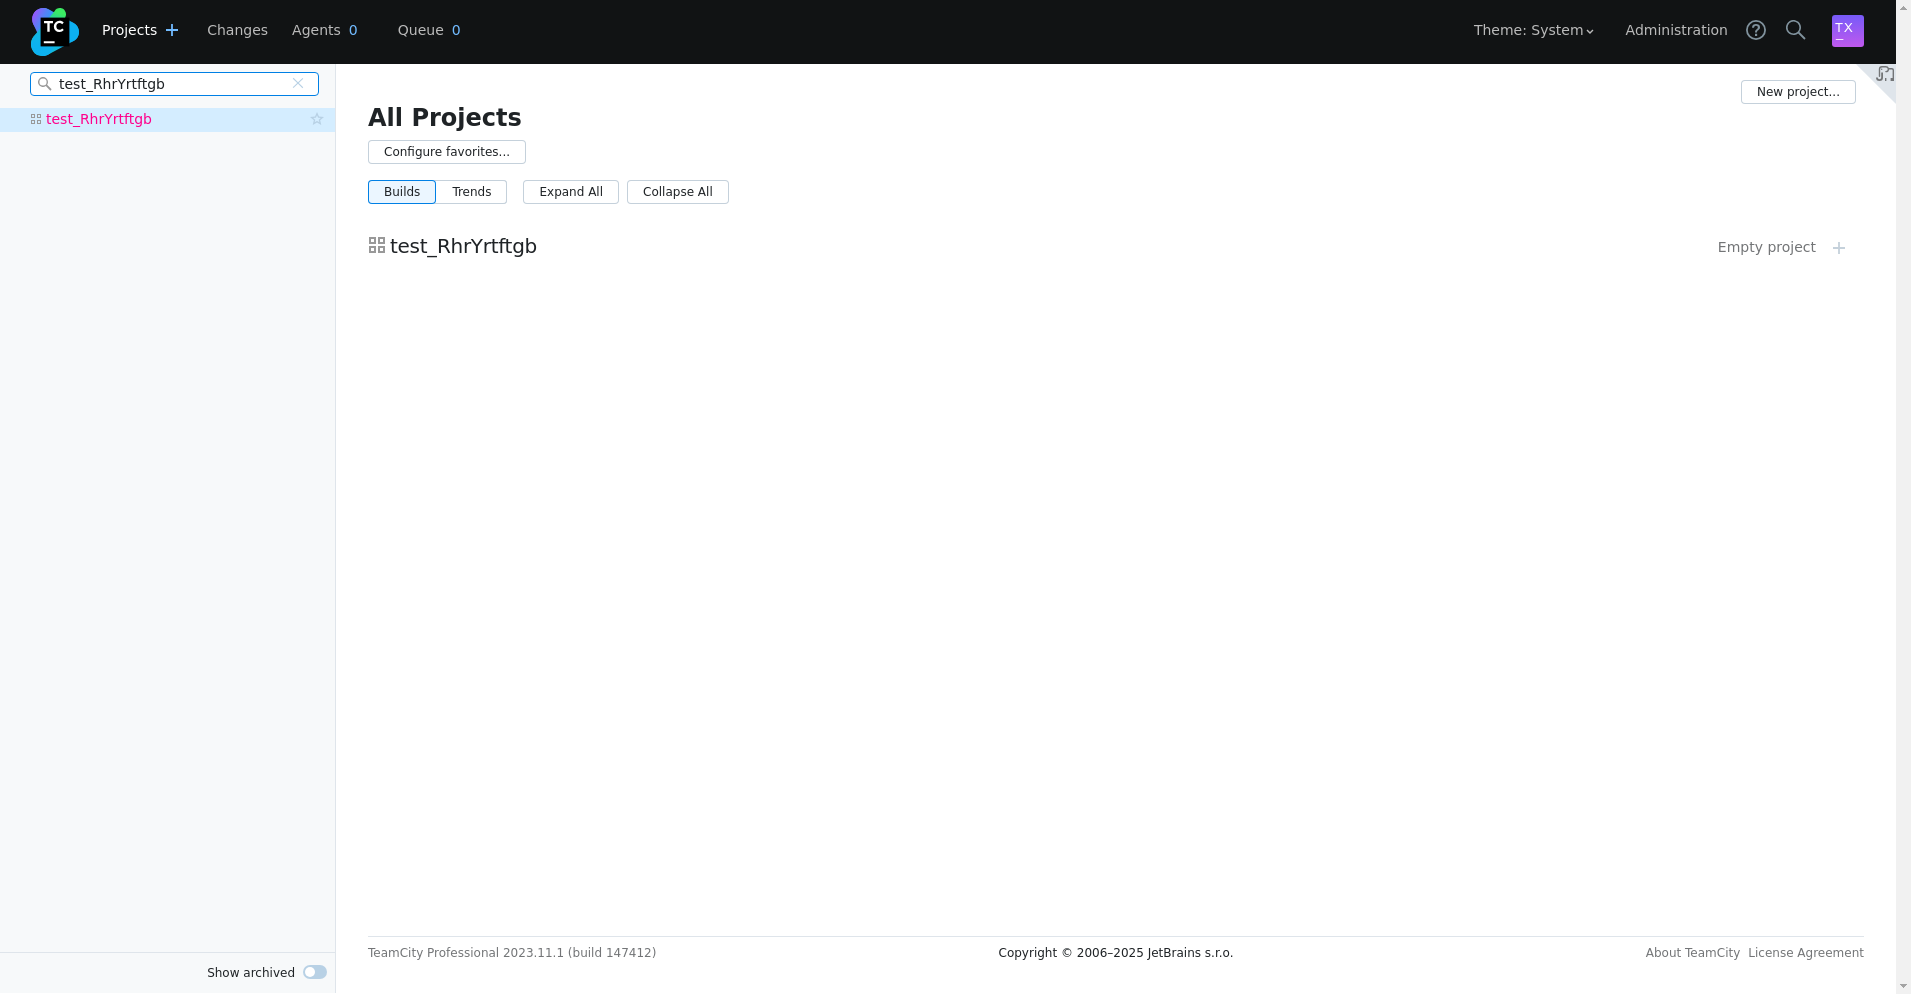 TC
Projects
Changes
Agents 0
Queue 0
Theme: System
Administration
TX
test_RhrYrtftgb
test_RhrYrtftgb
New project...
All Projects
Configure favorites...
Builds
Trends
Expand All
Collapse All
test_RhrYrtftgb
Empty project
Show archived
TeamCity Professional 2023.11.1 (build 147412)
Copyright © 2006–2025 JetBrains s.r.o.
About TeamCity
License Agreement